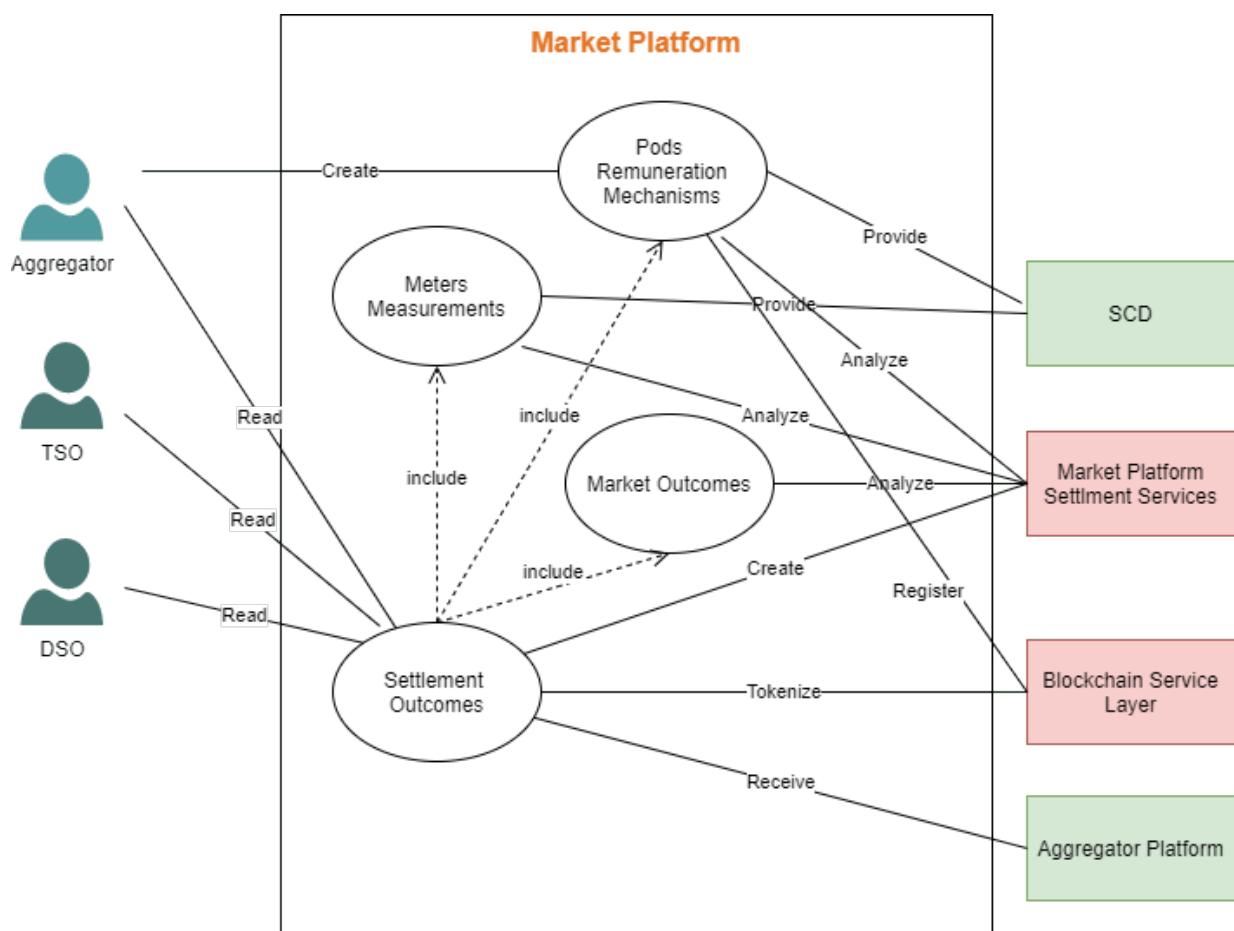 Market Platform
Pods
Remuneration
Mechanisms
Create
Provide
Aggregator
Meters
Measurements
Provide
SCD
Analyze
include
Read
Analyze
TSO
include
Market Outcomes
Analyze
Market Platform
Settlment Services
Read
include
Create
Register
Read
DSO
Settlement
Outcomes
Tokenize
Blockchain Service
Layer
Receive
Aggregator Platform